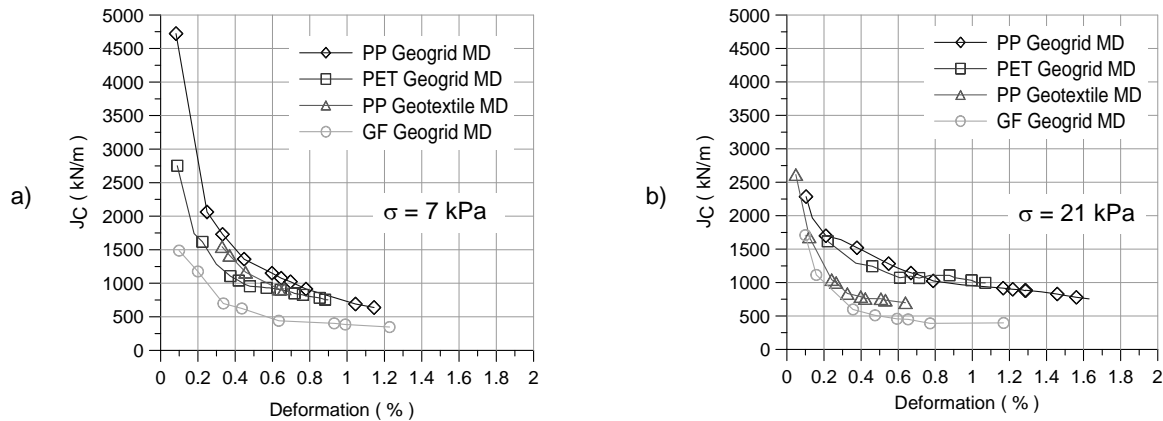 a)
5000
4500
4000
3500
3000
2500
2000
1500
1000
500
0
JC ( kN/m )
PP Geogrid MD
PET Geogrid MD
PP Geotextile MD
GF Geogrid MD
σ = 7 kPa
0 0.2 0.4 0.6 0.8 1 1.2 1.4 1.6 1.8 2
Deformation ( % )
b)
5000
4500
4000
3500
3000
2500
2000
1500
1000
500
0
JC ( kN/m )
PP Geogrid MD
PET Geogrid MD
PP Geotextile MD
GF Geogrid MD
σ = 21 kPa
0 0.2 0.4 0.6 0.8 1 1.2 1.4 1.6 1.8 2
Deformation ( % )